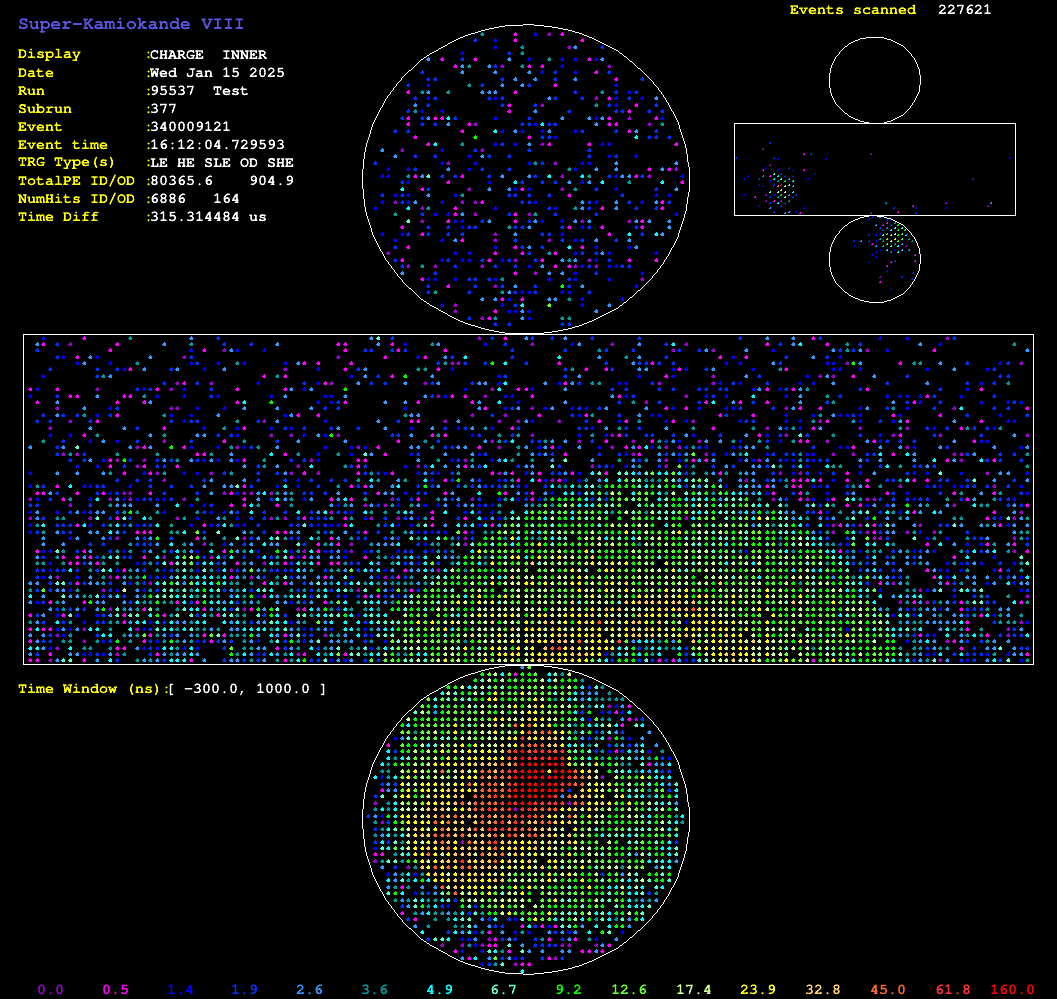 Super-Kamiokande VIII
Events scanned 227621
Display :CHARGE INNER
Date :Wed Jan 15 2025
Run :95537 Test
Subrun :377
Event :340009121
Event time :16:12:04.729593
TRG Type(s) :LE HE SLE OD SHE
TotalPE ID/OD :80365.6 904.9
NumHits ID/OD :6886 164
Time Diff :315.314484 us
Time Window (ns):[ -300.0, 1000.0 ]
0.0 0.5 1.4 1.9 2.6 3.6 4.9 6.7 9.2 12.6 17.4 23.9 32.8 45.0 61.8 160.0